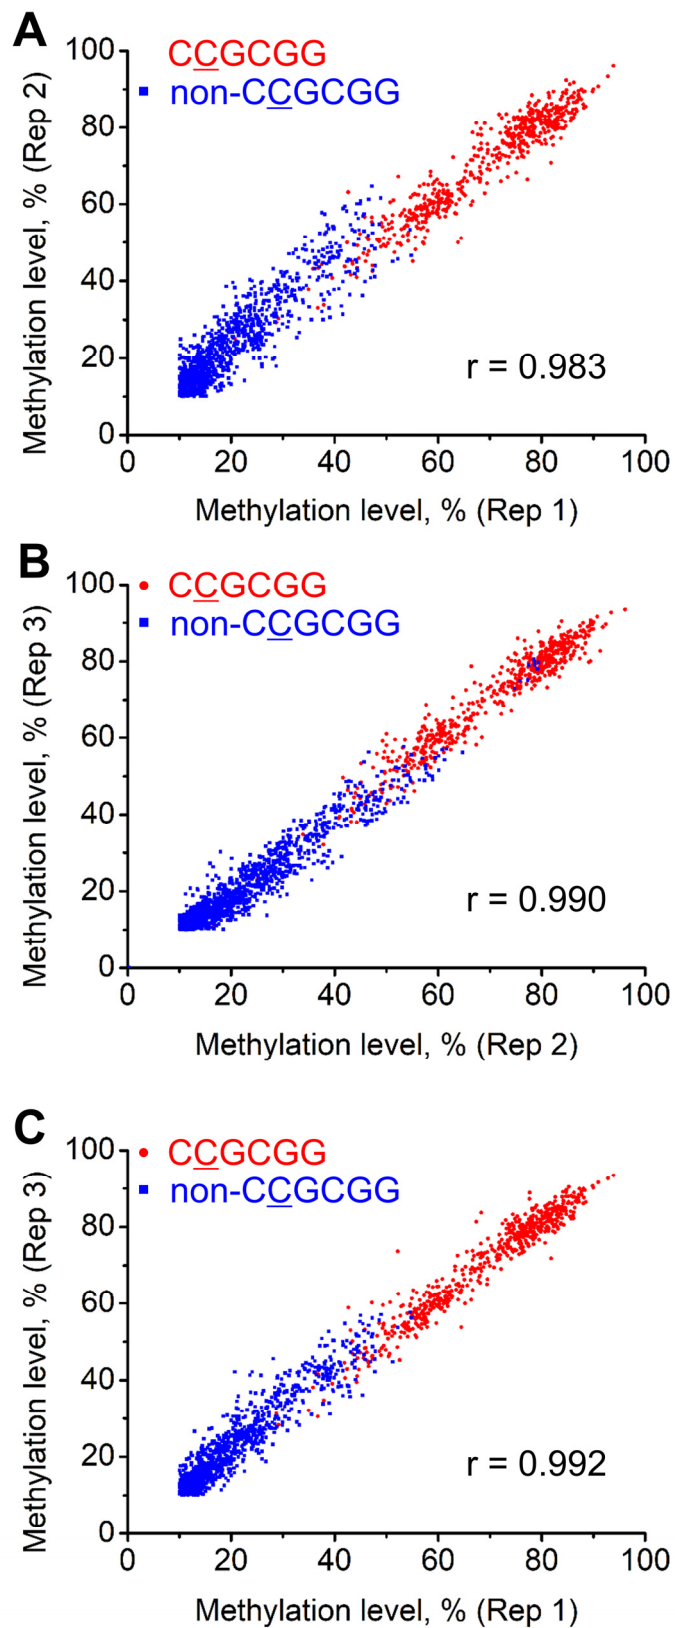 A
CCGCGG
non-CCGCGG
Methylation level, % (Rep 2)
100
80
60
40
20
0
r = 0.983
0 20 40 60 80 100
Methylation level, % (Rep 1)
B
CCGCGG
non-CCGCGG
Methylation level, % (Rep 3)
100
80
60
40
20
0
r = 0.990
0 20 40 60 80 100
Methylation level, % (Rep 2)
C
CCGCGG
non-CCGCGG
Methylation level, % (Rep 3)
100
80
60
40
20
0
r = 0.992
0 20 40 60 80 100
Methylation level, % (Rep 1)